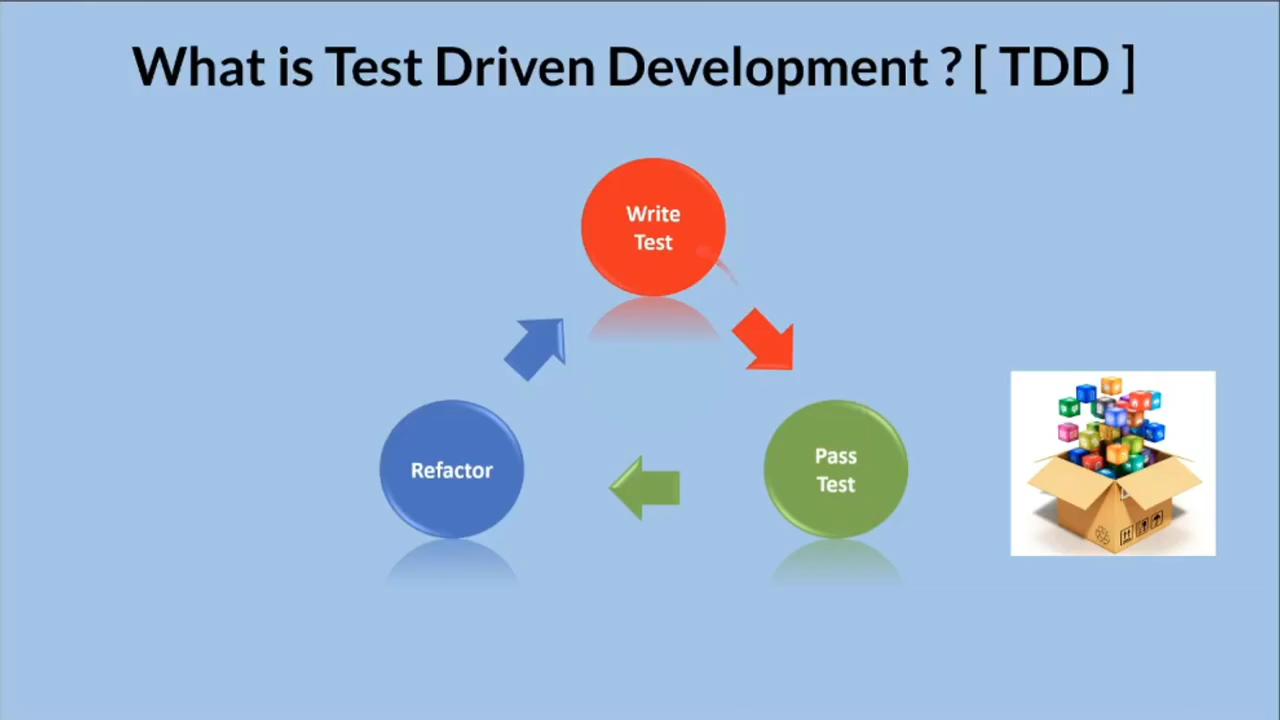 What is Test Driven Development ? [ TDD ]
Write
Test
Pass
Test
Refactor